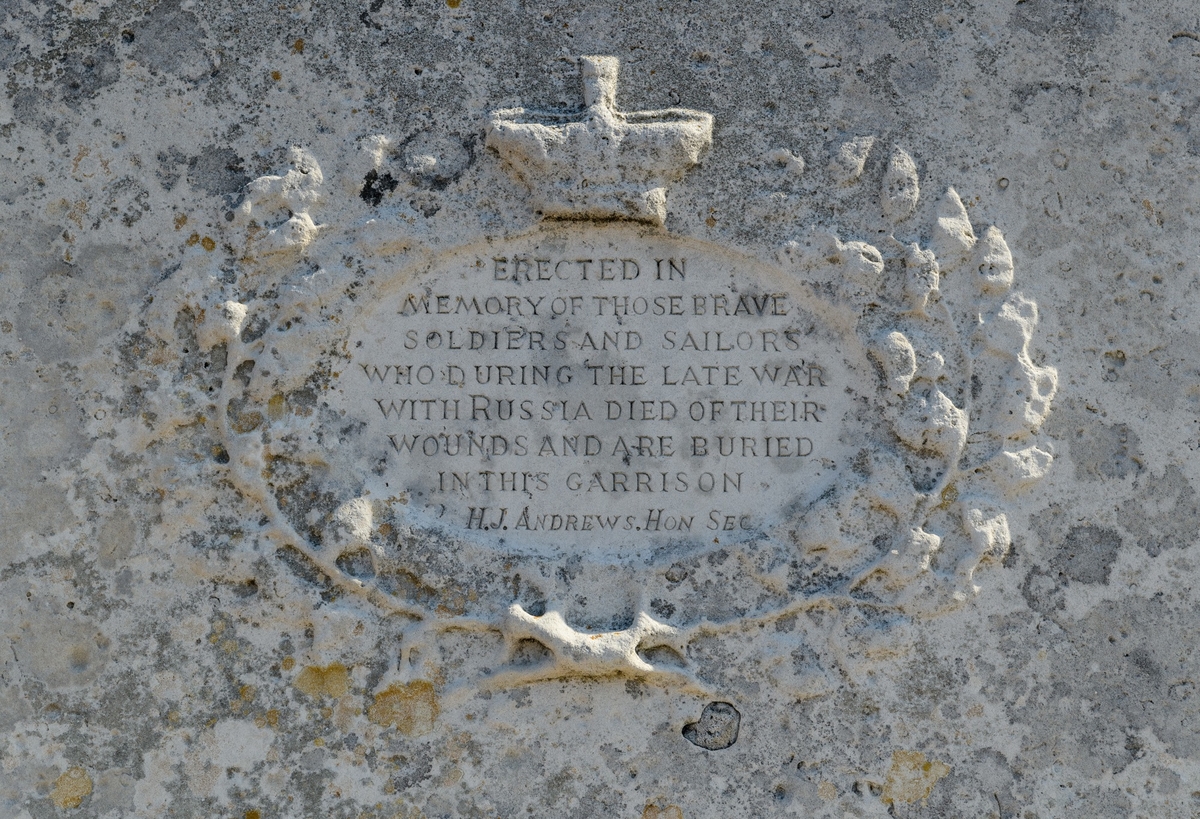 ERECTED IN
MEMORY OF THOSE BRAVE
SOLDIERS AND SAILORS
WHO DURING THE LATE WAR
WITH RUSSIA DIED OF THEIR
WOUNDS AND ARE BURIED
IN THIS GARRISON
H.J. ANDREWS. HON SEC